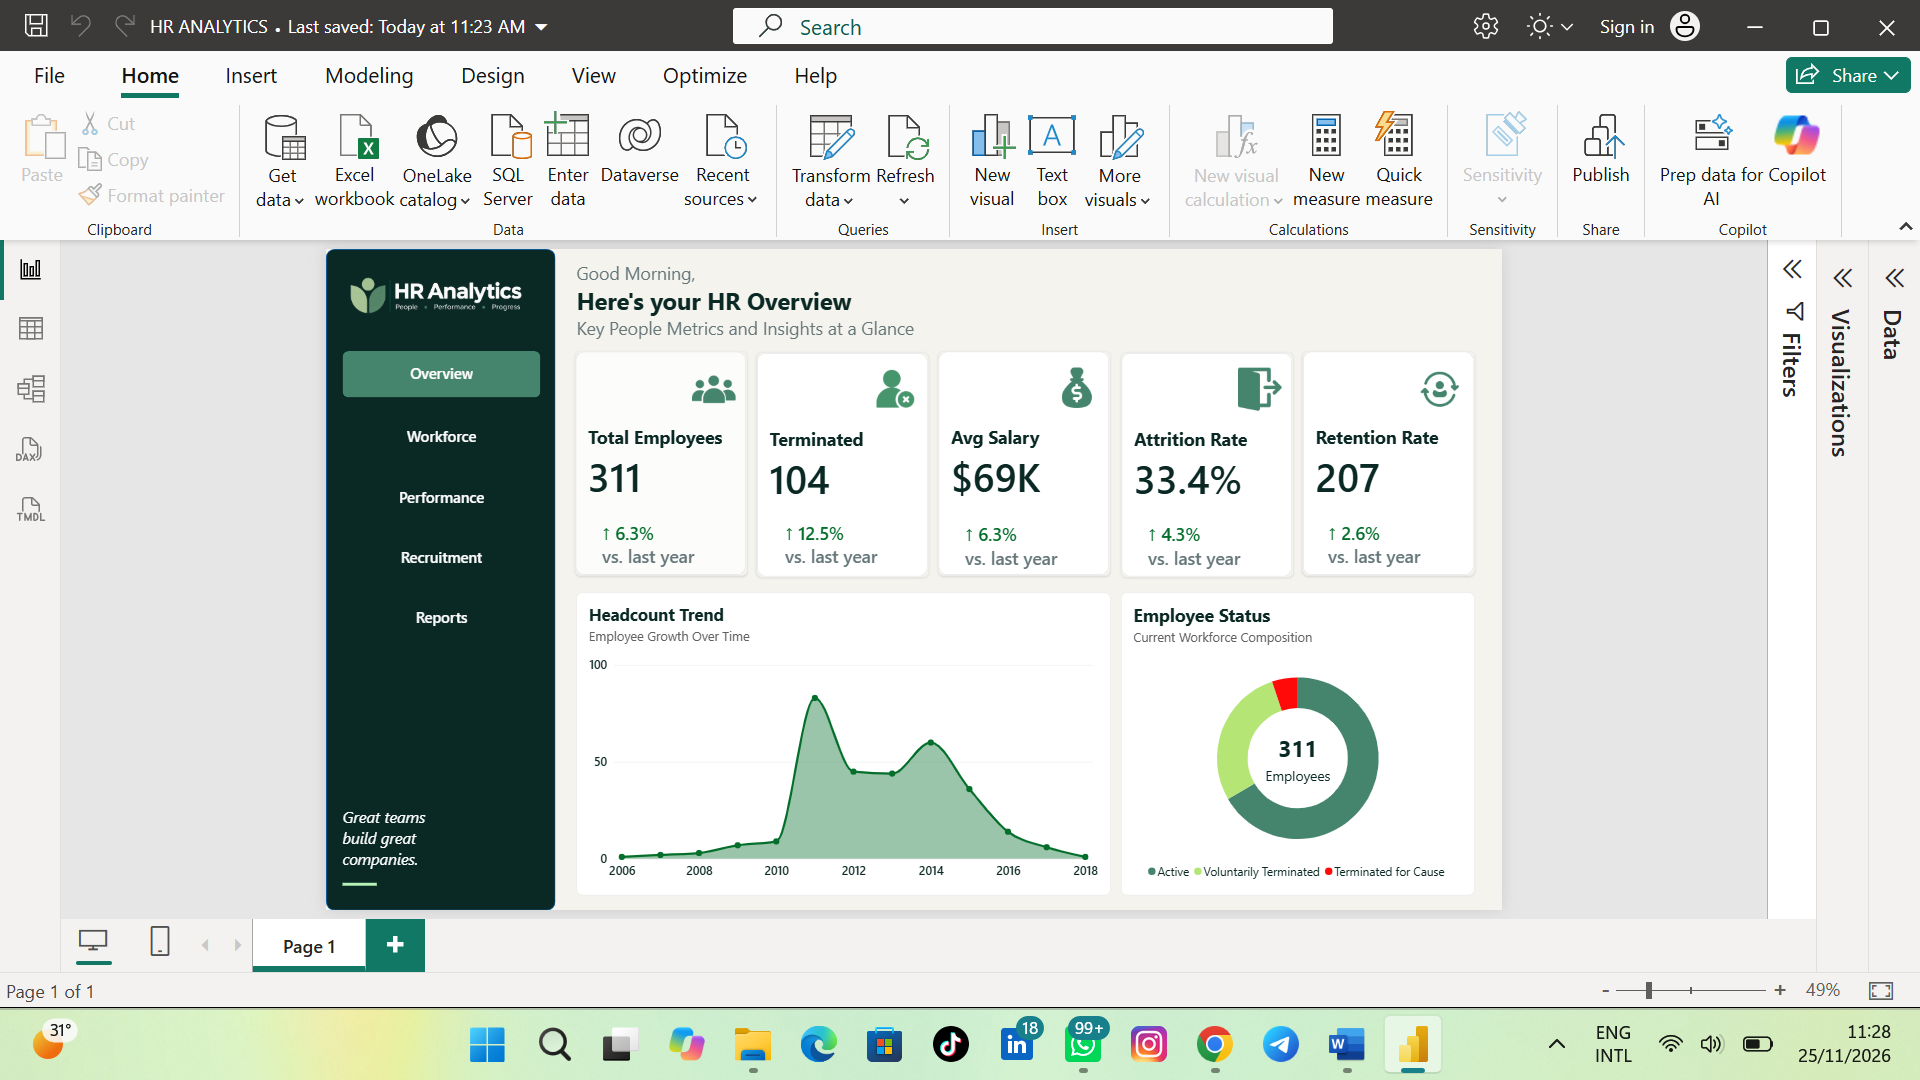 HR ANALYTICS • Last saved: Today at 11:23 AM
Search
Sign in
File
Home
Insert
Modeling
Design
View
Optimize
Help
Share
Paste
Cut
Copy
Format painter
Clipboard
Get data
Excel workbook
OneLake catalog
SQL Server
Enter data
Dataverse
Recent sources
Data
Transform data
Refresh
Queries
New visual
Text box
More visuals
Insert
New visual calculation
New measure
Quick measure
Calculations
Sensitivity
Sensitivity
Publish
Share
Prep data for AI
Copilot
Copilot
DAX
TMDL
HR Analytics
People • Performance • Progress
Overview
Workforce
Performance
Recruitment
Reports
Great teams
build great
companies.
Good Morning,
Here's your HR Overview
Key People Metrics and Insights at a Glance
Total Employees
311
↑ 6.3%
vs. last year
Terminated
104
↑ 12.5%
vs. last year
Avg Salary
$69K
↑ 6.3%
vs. last year
Attrition Rate
33.4%
↑ 4.3%
vs. last year
Retention Rate
207
↑ 2.6%
vs. last year
Headcount Trend
Employee Growth Over Time
100
50
0
2006 2008 2010 2012 2014 2016 2018
Employee Status
Current Workforce Composition
311
Employees
Active Voluntarily Terminated Terminated for Cause
Filters
Visualizations
Data
Page 1
Page 1 of 1
- + 49%
31°
18
99+
ENG
INTL
11:28
25/11/2026